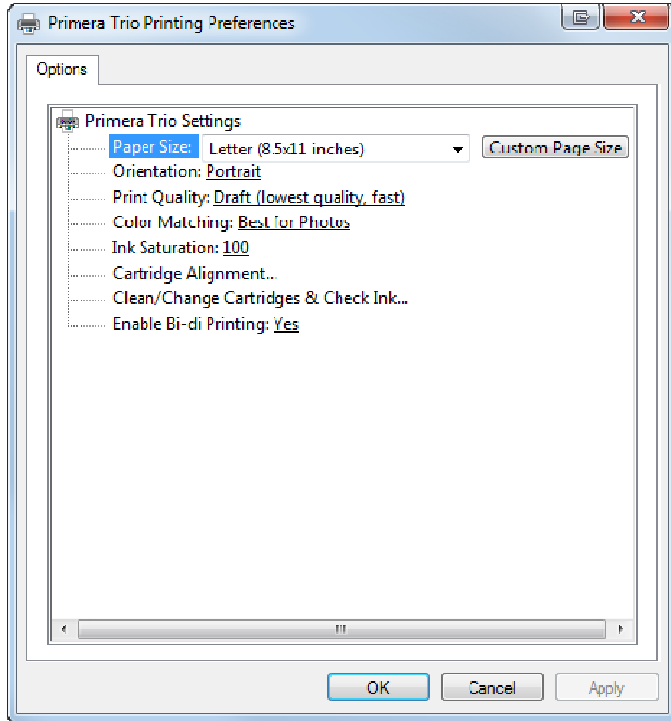 Primera Trio Printing Preferences
Options
Primera Trio Settings
Paper Size: Letter (8.5x11 inches) Custom Page Size
Orientation: Portrait
Print Quality: Draft (lowest quality, fast)
Color Matching: Best for Photos
Ink Saturation: 100
Cartridge Alignment...
Clean/Change Cartridges & Check Ink...
Enable Bi-di Printing: Yes
OK Cancel Apply